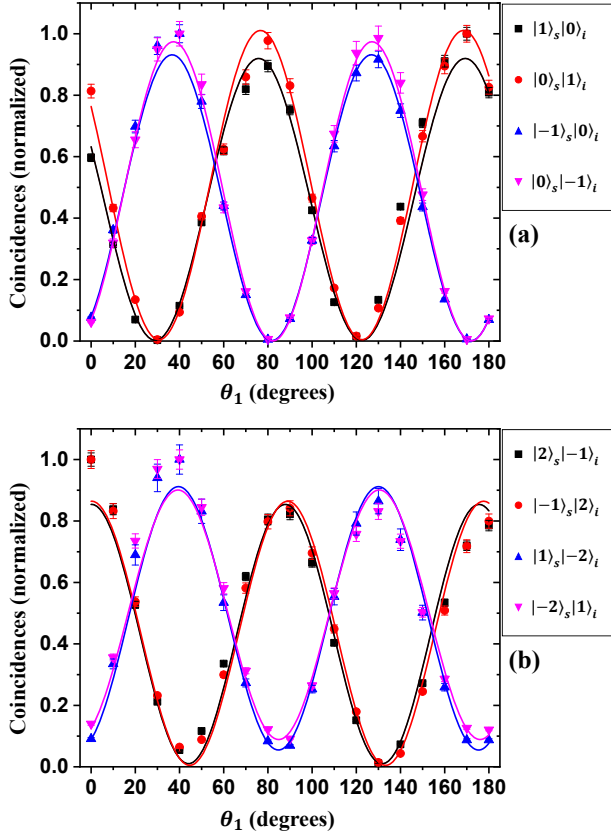 1.0
0.8
0.6
0.4
0.2
0.0
Coincidences (normalized)
0 20 40 60 80 100 120 140 160 180
θ₁ (degrees)
|1⟩ₛ|0⟩ᵢ
|0⟩ₛ|1⟩ᵢ
|−1⟩ₛ|0⟩ᵢ
|0⟩ₛ|−1⟩ᵢ
(a)
1.0
0.8
0.6
0.4
0.2
0.0
Coincidences (normalized)
0 20 40 60 80 100 120 140 160 180
θ₁ (degrees)
|2⟩ₛ|−1⟩ᵢ
|−1⟩ₛ|2⟩ᵢ
|1⟩ₛ|−2⟩ᵢ
|−2⟩ₛ|1⟩ᵢ
(b)